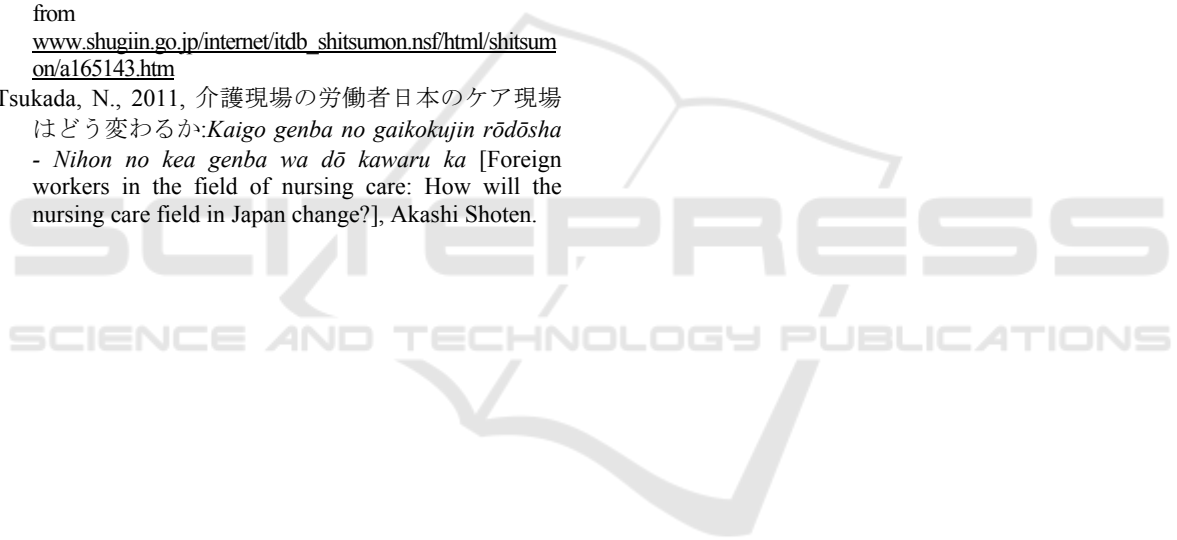 from
www.shugiin.go.jp/internet/itdb_shitsumon.nsf/html/shitsum
on/a165143.htm
Tsukada, N., 2011, 介護現場の労働者日本のケア現場
はどう変わるか:Kaigo genba no gaikokujin rōdōsha
- Nihon no kea genba wa dō kawaru ka [Foreign
workers in the field of nursing care: How will the
nursing care field in Japan change?], Akashi Shoten.
SCITEPRESS
SCIENCE AND TECHNOLOGY PUBLICATIONS